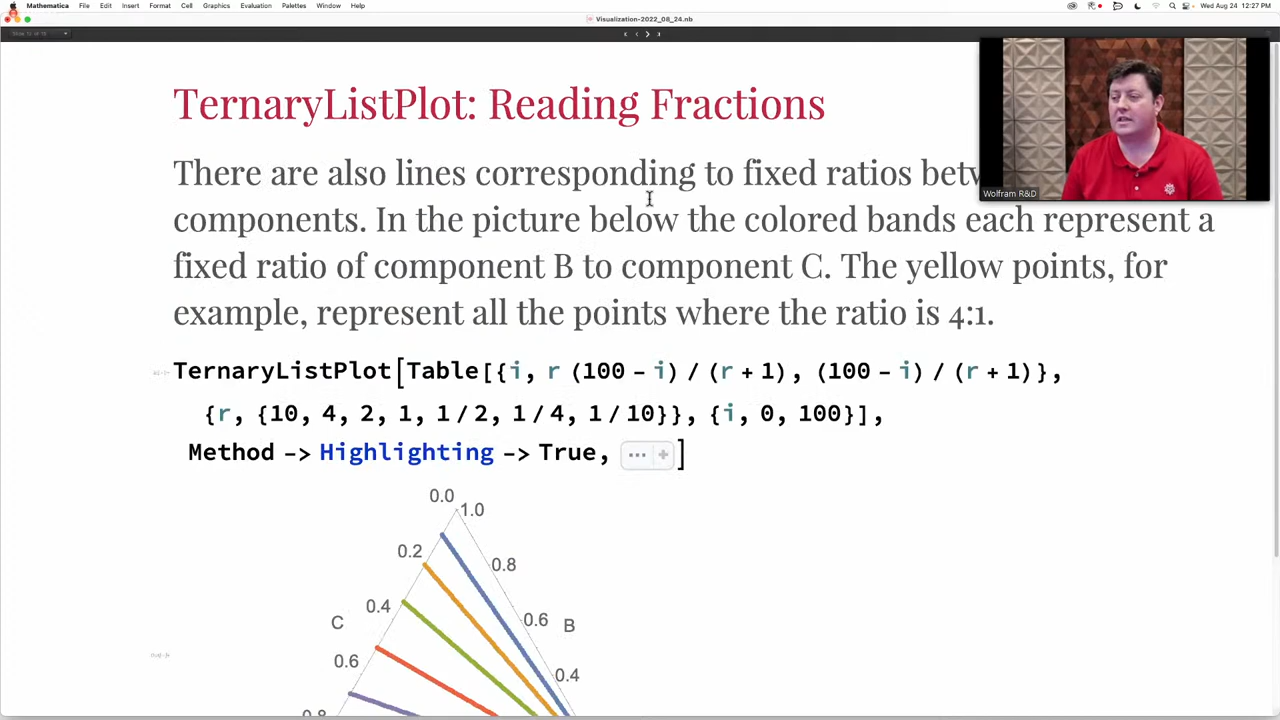 Mathematica File Edit Insert Format Cell Graphics Evaluation Palettes Window Help Wed Aug 24 12:27 PM
Visualization-2022_08_24.nb
TernaryListPlot: Reading Fractions
There are also lines corresponding to fixed ratios
components. In the picture below the colored bands each represent a
fixed ratio of component B to component C. The yellow points, for
example, represent all the points where the ratio is 4:1.
Wolfram R&D
TernaryListPlot[Table[{i, r (100 - i) / (r + 1), (100 - i) / (r + 1)},
{r, {10, 4, 2, 1, 1/2, 1/4, 1/10}}, {i, 0, 100}],
Method -> Highlighting -> True, ... +]
0.0
1.0
0.2
0.8
0.4
C
0.6
B
0.6
0.4
0.8